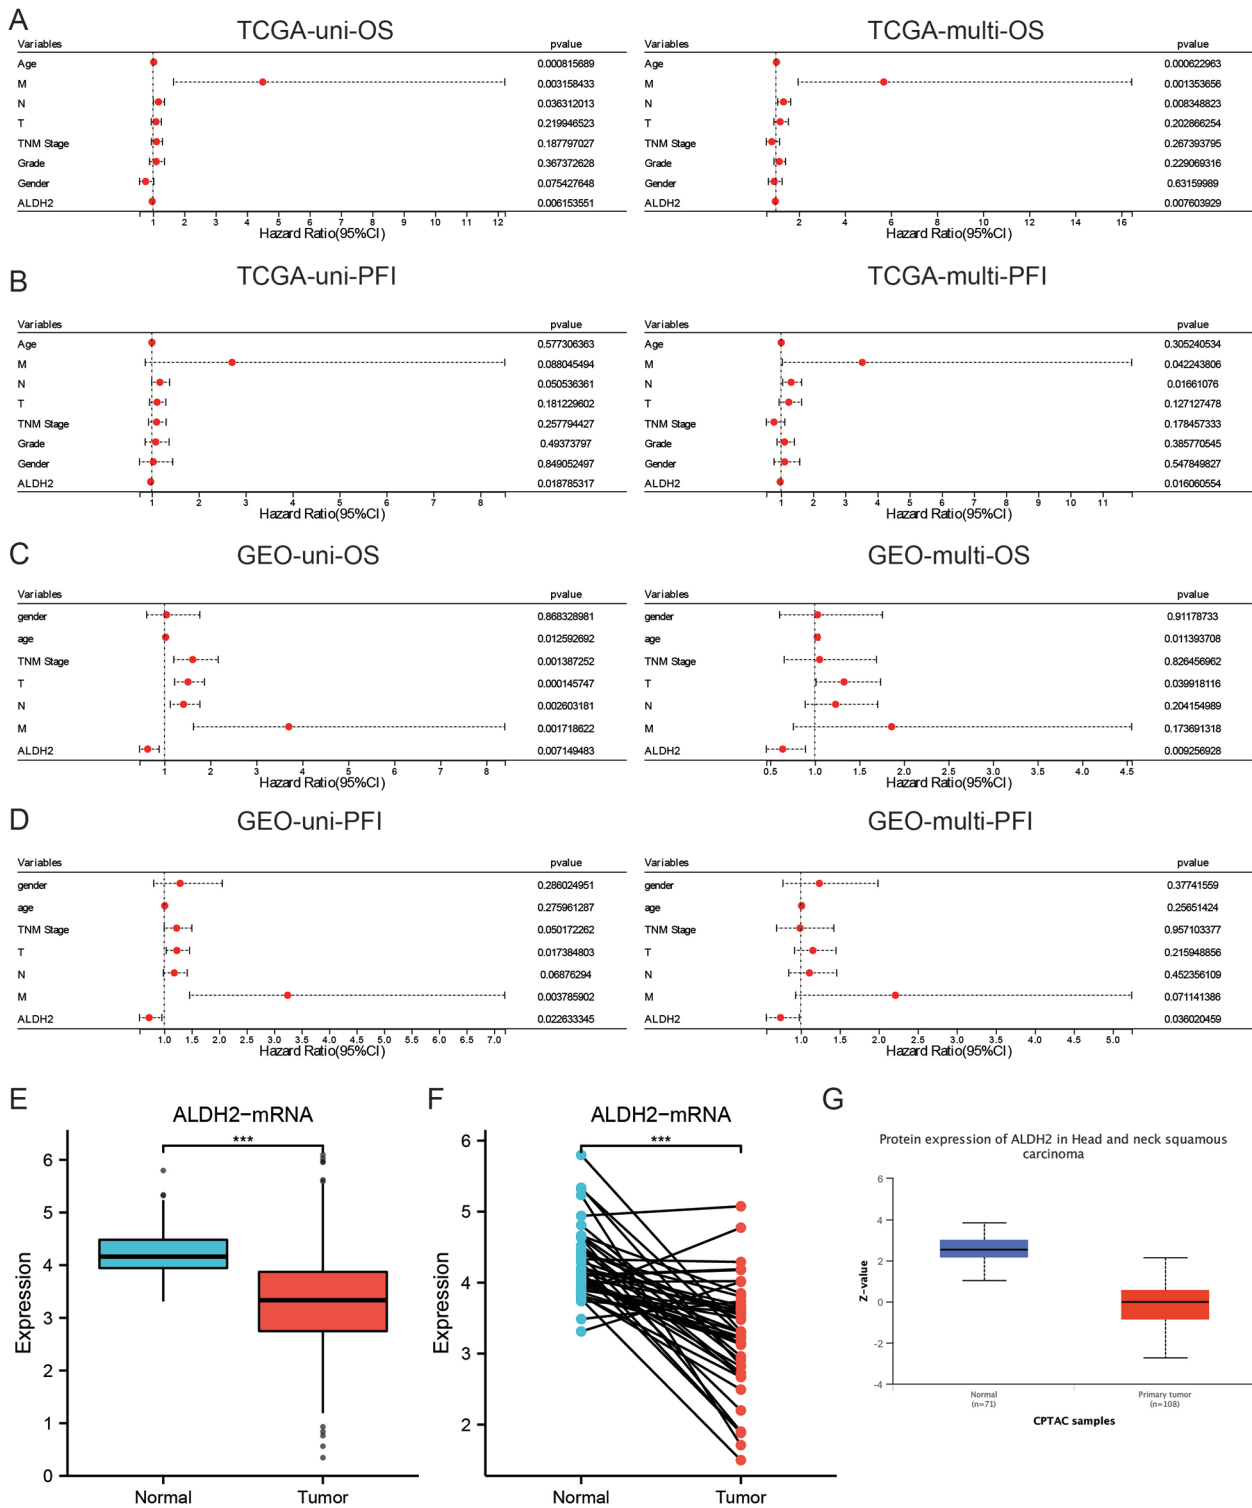 A
TCGA-uni-OS
Variables pvalue
Age 0.000815689
M 0.003158433
N 0.036312013
T 0.219946523
TNM Stage 0.187797027
Grade 0.367372628
Gender 0.075427648
ALDH2 0.006153551
1 2 3 4 5 6 7 8 9 10 11 12
Hazard Ratio(95%CI)
TCGA-multi-OS
Variables pvalue
Age 0.000622963
M 0.001353656
N 0.008348823
T 0.202866254
TNM Stage 0.267393795
Grade 0.229069316
Gender 0.63159989
ALDH2 0.007603929
2 4 6 8 10 12 14 16
Hazard Ratio(95%CI)
B
TCGA-uni-PFI
Variables pvalue
Age 0.577306363
M 0.088045494
N 0.050536361
T 0.181229602
TNM Stage 0.257794427
Grade 0.49373797
Gender 0.849052497
ALDH2 0.018785317
1 2 3 4 5 6 7 8
Hazard Ratio(95%CI)
TCGA-multi-PFI
Variables pvalue
Age 0.305240534
M 0.042243806
N 0.01661076
T 0.127127478
TNM Stage 0.178457333
Grade 0.385770545
Gender 0.547849827
ALDH2 0.016060554
1 2 3 4 5 6 7 8 9 10 11
Hazard Ratio(95%CI)
C
GEO-uni-OS
Variables pvalue
gender 0.868328981
age 0.012592692
TNM Stage 0.001387252
T 0.000145747
N 0.002603181
M 0.001718622
ALDH2 0.007149483
1 2 3 4 5 6 7 8
Hazard Ratio(95%CI)
GEO-multi-OS
Variables pvalue
gender 0.91178733
age 0.011393708
TNM Stage 0.826456962
T 0.039918116
N 0.204154989
M 0.173691318
ALDH2 0.009256928
0.5 1.0 1.5 2.0 2.5 3.0 3.5 4.0 4.5
Hazard Ratio(95%CI)
D
GEO-uni-PFI
Variables pvalue
gender 0.286024951
age 0.275961287
TNM Stage 0.050172262
T 0.017384803
N 0.06876294
M 0.003785902
ALDH2 0.022633345
1.0 1.5 2.0 2.5 3.0 3.5 4.0 4.5 5.0 5.5 6.0 6.5 7.0
Hazard Ratio(95%CI)
GEO-multi-PFI
Variables pvalue
gender 0.37741559
age 0.25651424
TNM Stage 0.957103377
T 0.215948856
N 0.452356109
M 0.071141386
ALDH2 0.036020459
1.0 1.5 2.0 2.5 3.0 3.5 4.0 4.5 5.0
Hazard Ratio(95%CI)
E
ALDH2−mRNA
***
Expression
6
5
4
3
2
1
0
Normal Tumor
F
ALDH2−mRNA
***
Expression
6
5
4
3
2
Normal Tumor
G
Protein expression of ALDH2 in Head and neck squamous
carcinoma
Z-value
6
4
2
0
-2
-4
Normal
(n=71)
Primary tumor
(n=108)
CPTAC samples